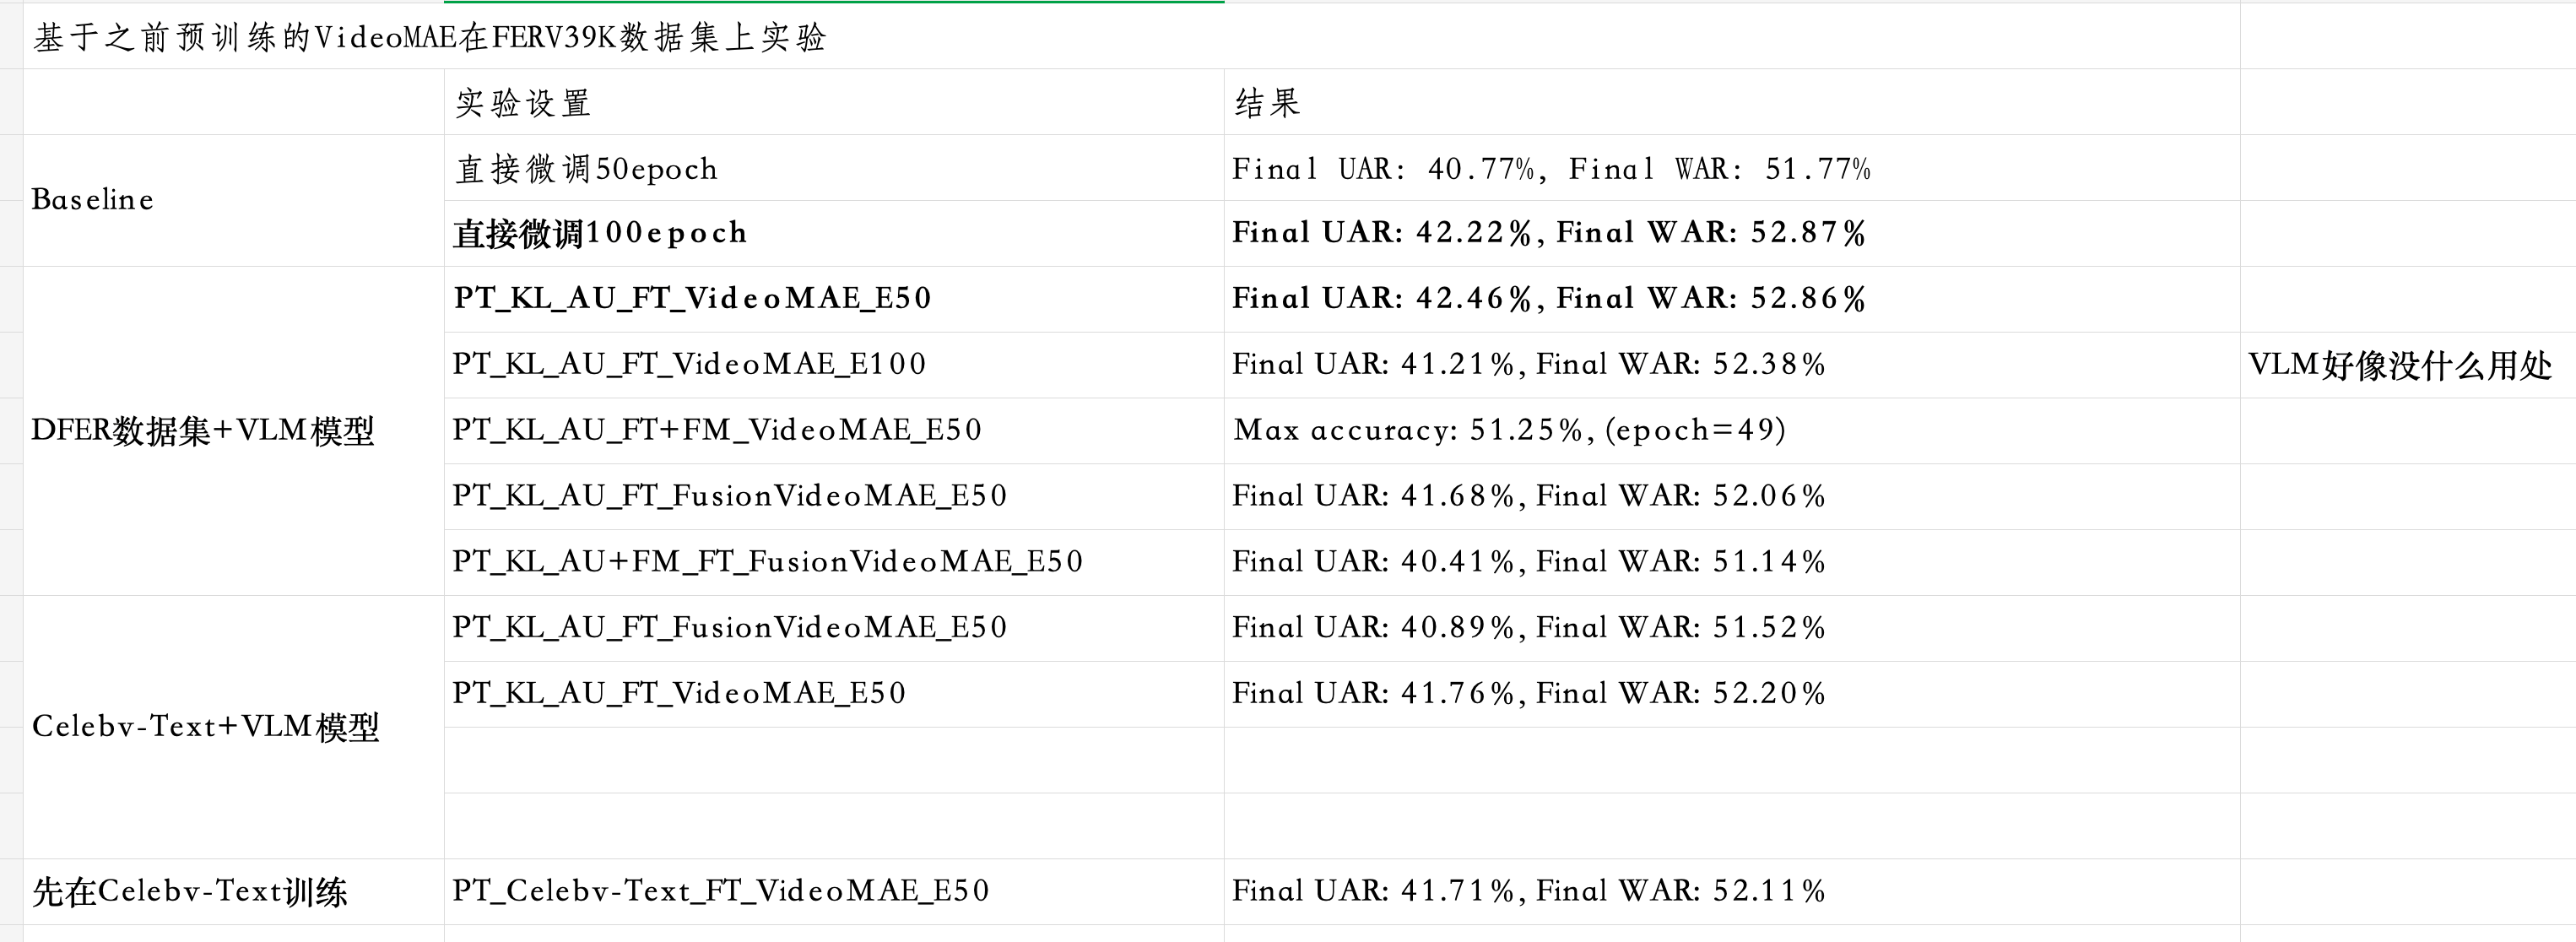 基于之前预训练的VideoMAE在FERV39K数据集上实验
实验设置 结果
Baseline
直接微调50epoch Final UAR: 40.77%, Final WAR: 51.77%
直接微调100epoch Final UAR: 42.22%, Final WAR: 52.87%
DFER数据集+VLM模型
PT_KL_AU_FT_VideoMAE_E50 Final UAR: 42.46%, Final WAR: 52.86%
PT_KL_AU_FT_VideoMAE_E100 Final UAR: 41.21%, Final WAR: 52.38% VLM好像没什么用处
PT_KL_AU_FT+FM_VideoMAE_E50 Max accuracy: 51.25%, (epoch=49)
PT_KL_AU_FT_FusionVideoMAE_E50 Final UAR: 41.68%, Final WAR: 52.06%
PT_KL_AU+FM_FT_FusionVideoMAE_E50 Final UAR: 40.41%, Final WAR: 51.14%
Celebv-Text+VLM模型
PT_KL_AU_FT_FusionVideoMAE_E50 Final UAR: 40.89%, Final WAR: 51.52%
PT_KL_AU_FT_VideoMAE_E50 Final UAR: 41.76%, Final WAR: 52.20%
先在Celebv-Text训练 PT_Celebv-Text_FT_VideoMAE_E50 Final UAR: 41.71%, Final WAR: 52.11%